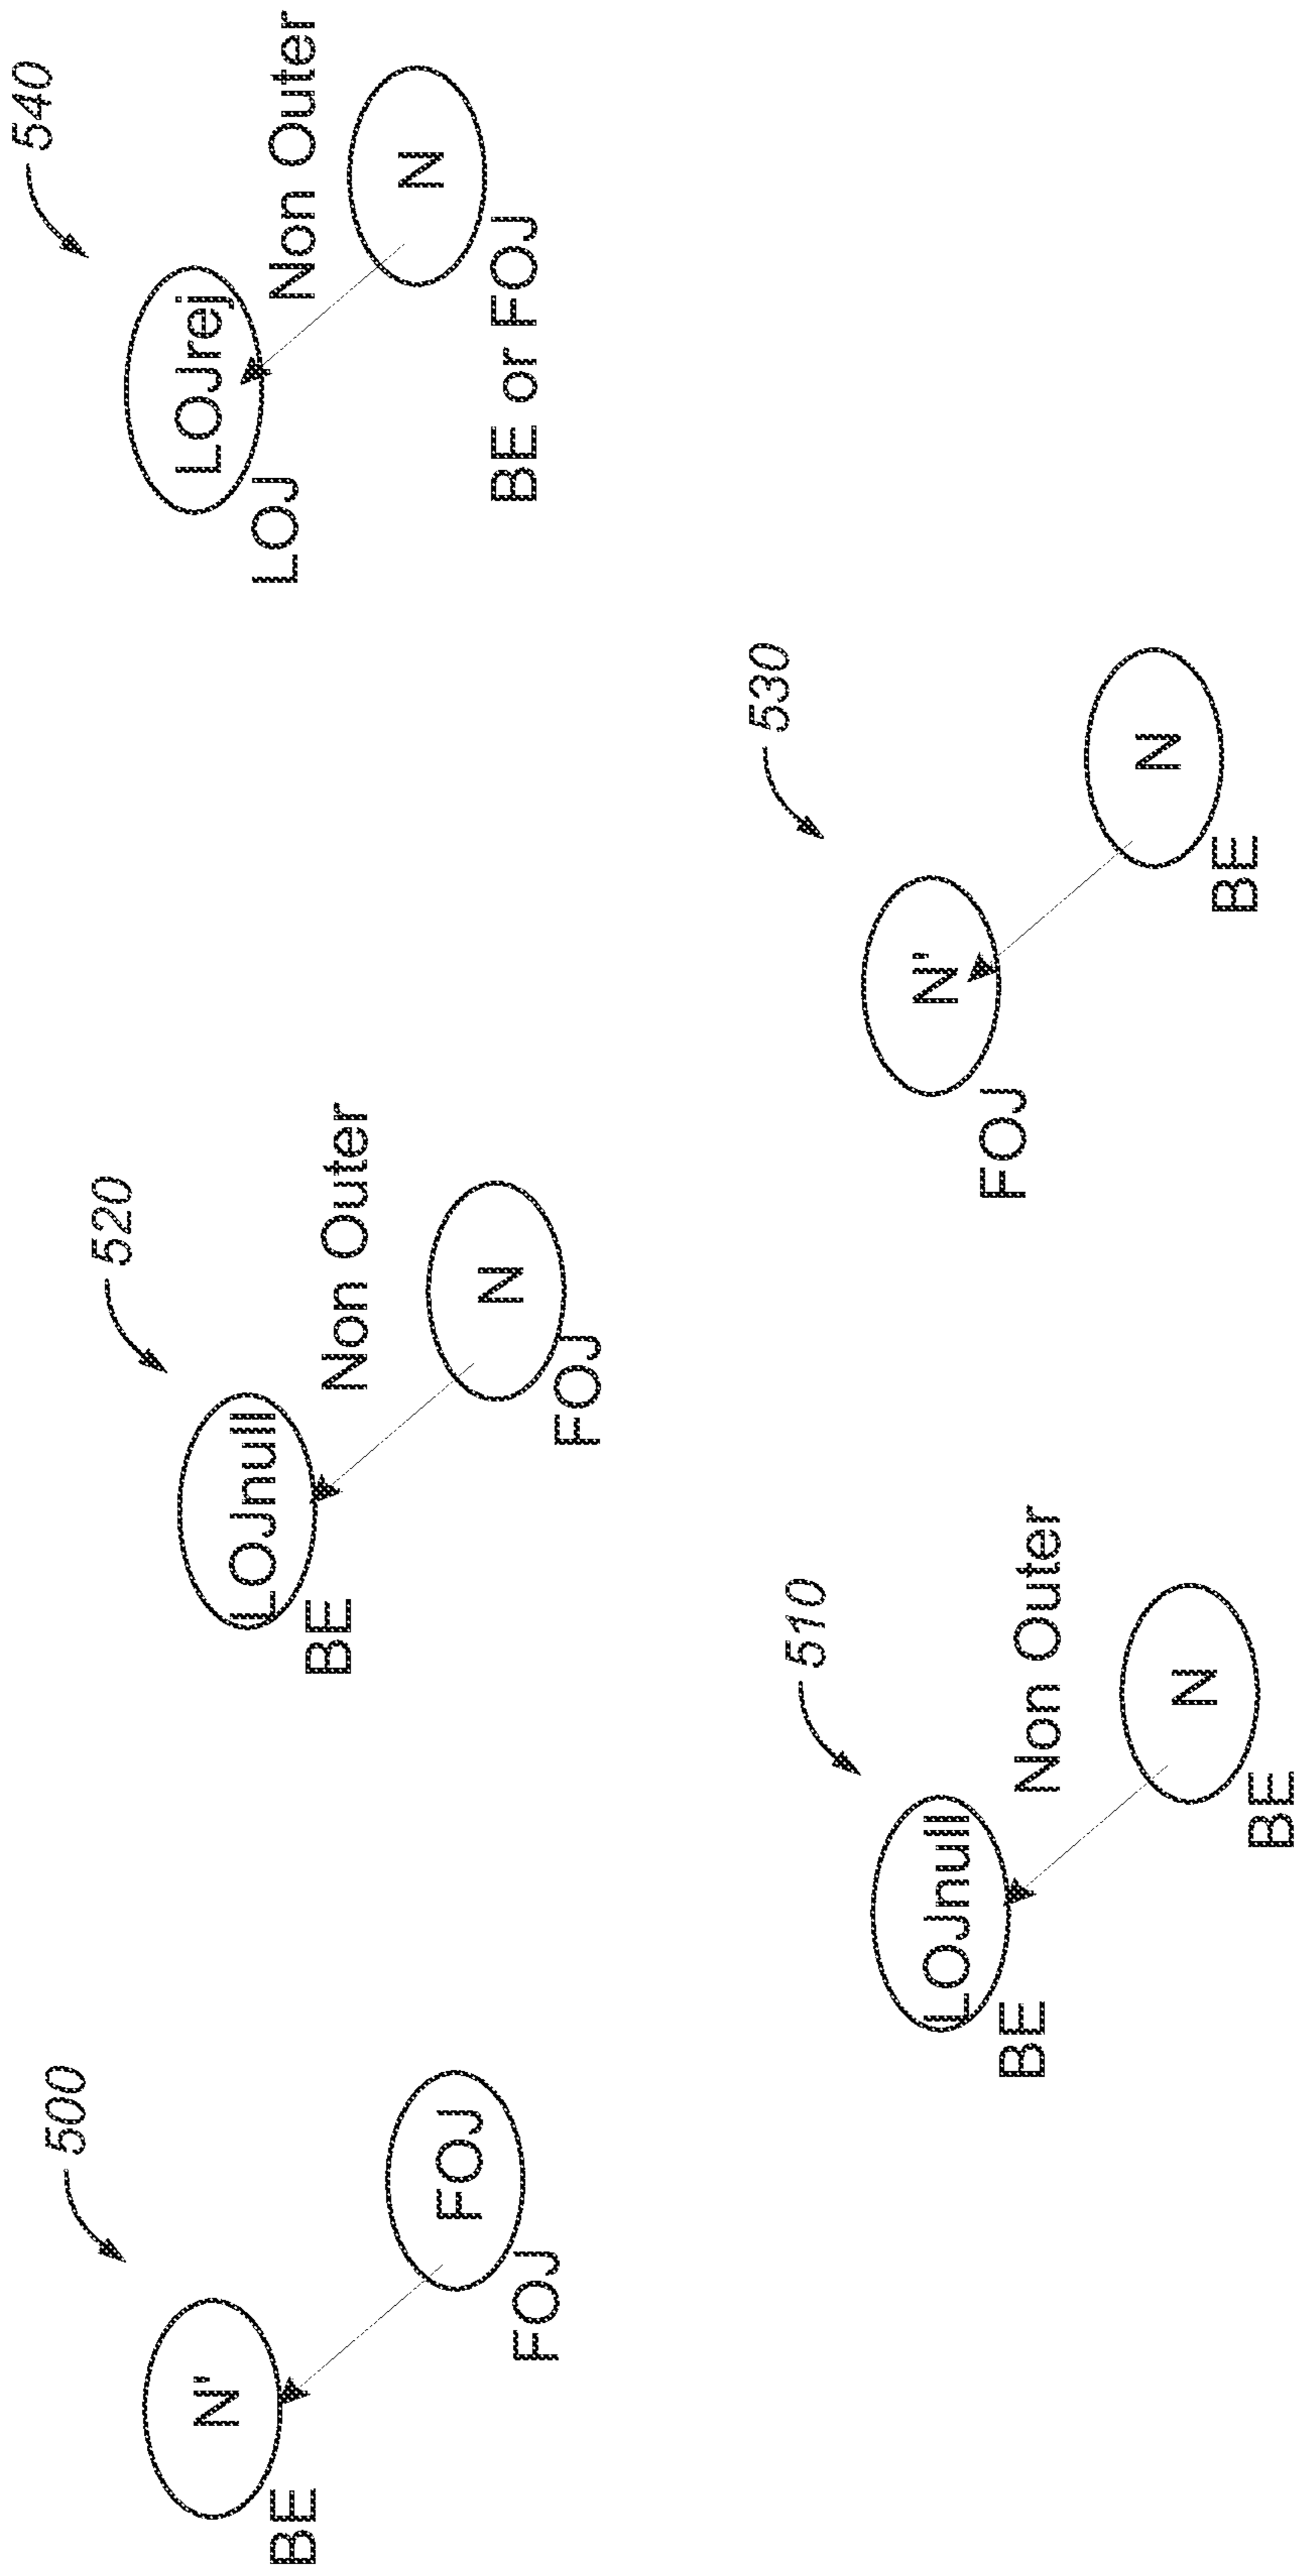 500
N'
BE
FOJ
FOJ
520
LOJnull
Non Outer
BE
N
FOJ
540
LOJrej
Non Outer
LOJ
N
BE or FOJ
510
LOJnull
Non Outer
BE
N
BE
530
N'
FOJ
N
BE